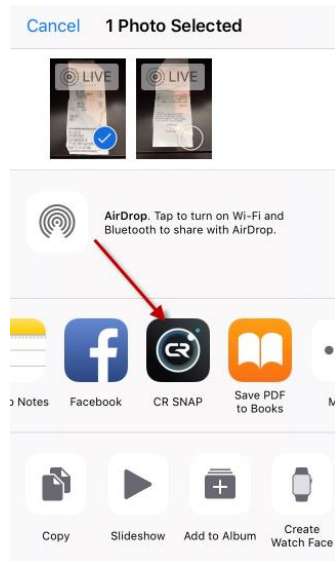 Cancel
1 Photo Selected
LIVE
LIVE
AirDrop. Tap to turn on Wi-Fi and
Bluetooth to share with AirDrop.
CR
Notes
Facebook
CR SNAP
Save PDF
to Books
M
Copy
Slideshow
Add to Album
Create
Watch Face